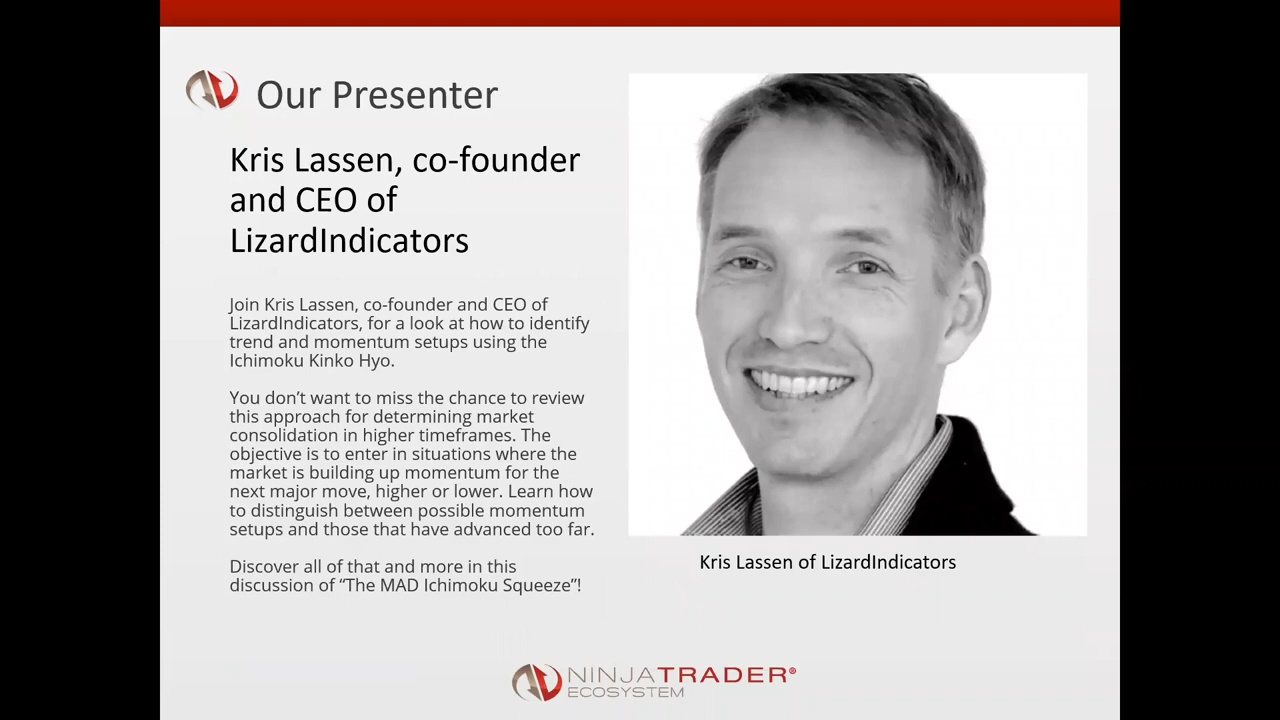 Our Presenter
Kris Lassen, co-founder
and CEO of
LizardIndicators
Join Kris Lassen, co-founder and CEO of
LizardIndicators, for a look at how to identify
trend and momentum setups using the
Ichimoku Kinko Hyo.
You don’t want to miss the chance to review
this approach for determining market
consolidation in higher timeframes. The
objective is to enter in situations where the
market is building up momentum for the
next major move, higher or lower. Learn how
to distinguish between possible momentum
setups and those that have advanced too far.
Discover all of that and more in this
discussion of “The MAD Ichimoku Squeeze”!
Kris Lassen of LizardIndicators
NINJATRADER®
ECOSYSTEM